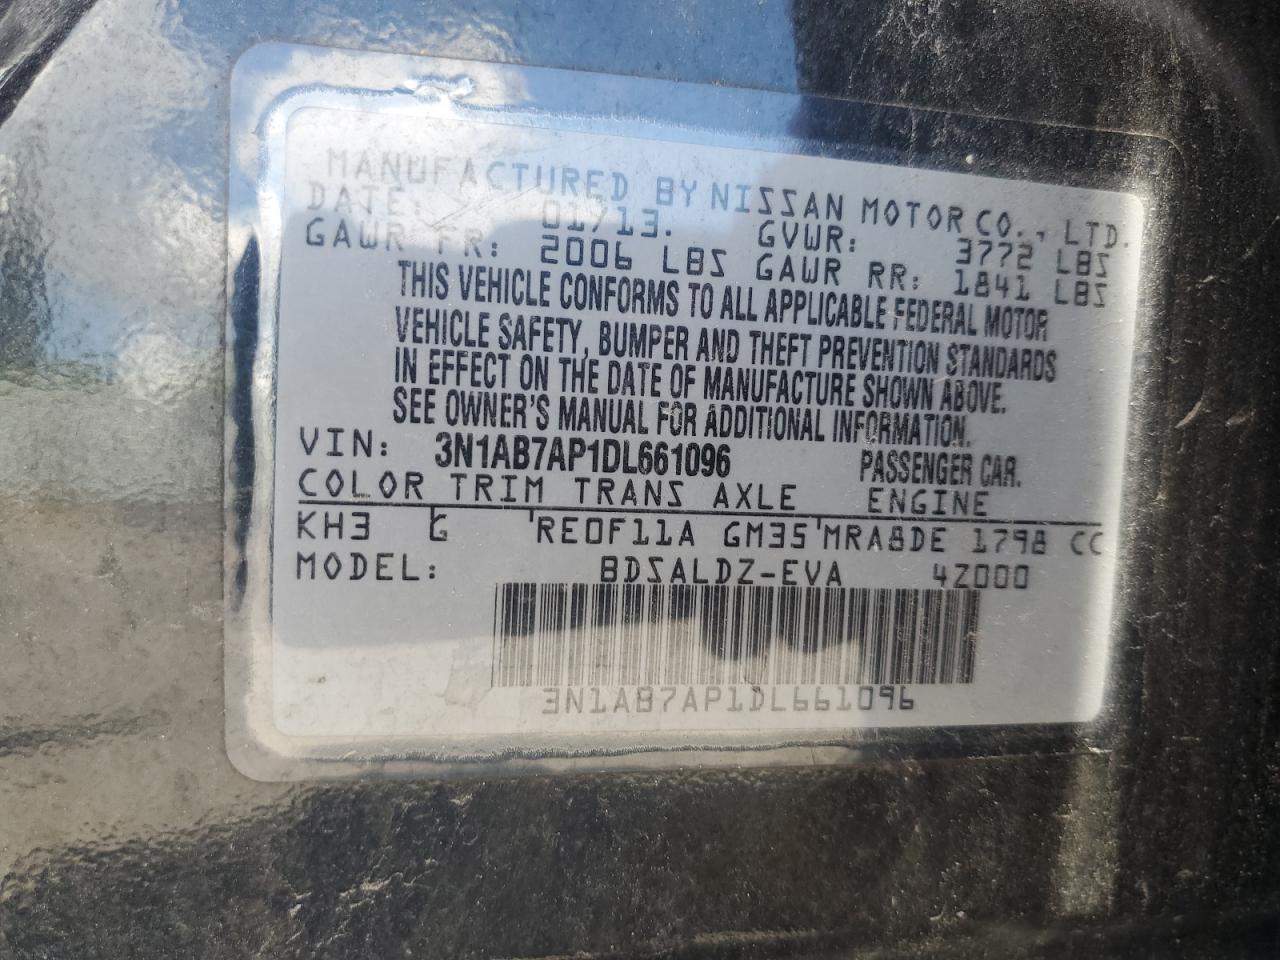 MANUFACTURED BY NISSAN MOTOR CO., LTD.
DATE: 01/13. GVWR: 3772 LBS
GAWR FR: 2006 LBS GAWR RR: 1841 LBS
THIS VEHICLE CONFORMS TO ALL APPLICABLE FEDERAL MOTOR
VEHICLE SAFETY, BUMPER AND THEFT PREVENTION STANDARDS
IN EFFECT ON THE DATE OF MANUFACTURE SHOWN ABOVE.
SEE OWNER'S MANUAL FOR ADDITIONAL INFORMATION.
VIN: 3N1AB7AP1DL661096 PASSENGER CAR.
COLOR TRIM TRANS AXLE ENGINE
KH3 G RE0F11A GM35 MRA8DE 1798 CC
MODEL: BDSALDZ-EVA 4Z000
3N1AB7AP1DL661096